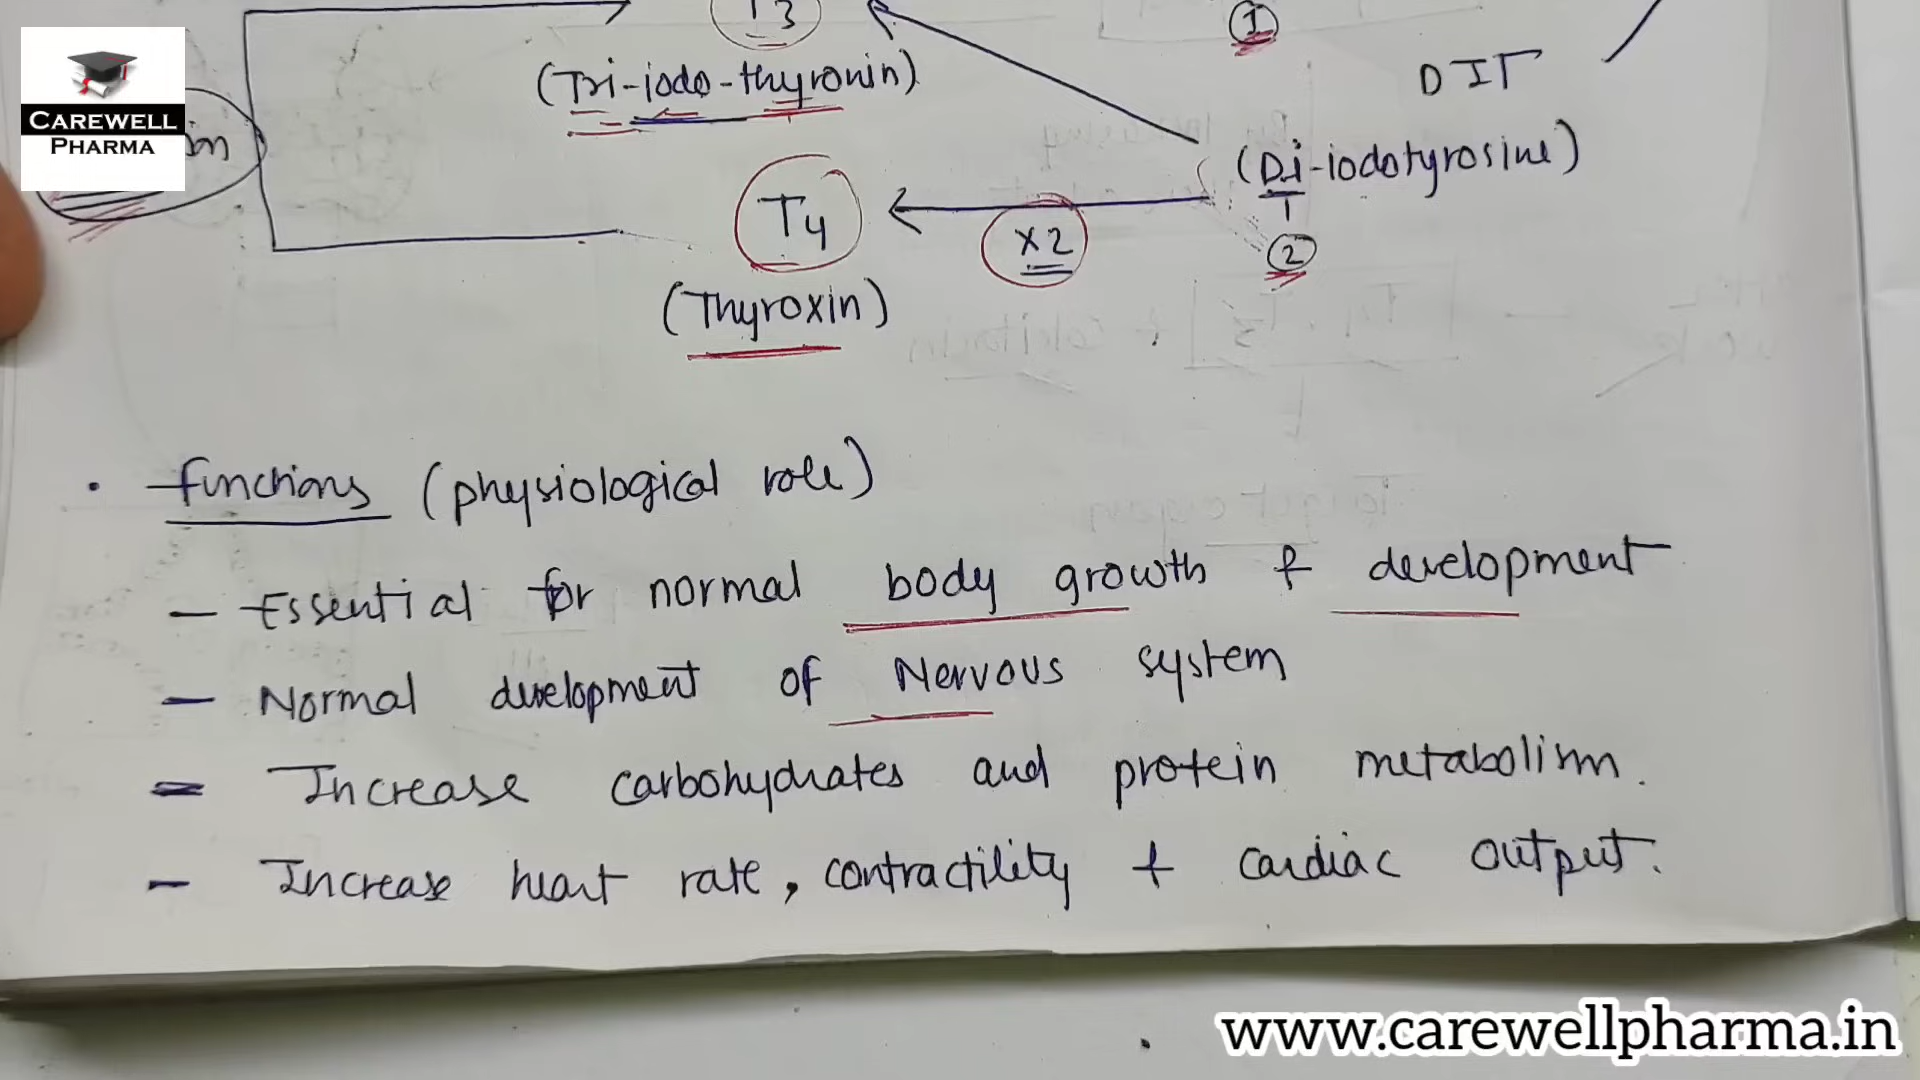 T3
1
(Tri-iodo-thyronin)
DIT
CAREWELL
PHARMA
(Di-iodotyrosine)
T4
X2
2
(Thyroxin)
• functions (physiological role)
- Essential for normal body growth & development
- Normal development of Nervous system
- Increase carbohydrates and protein metabolism.
- Increase heart rate, contractility + cardiac output.
www.carewellpharma.in